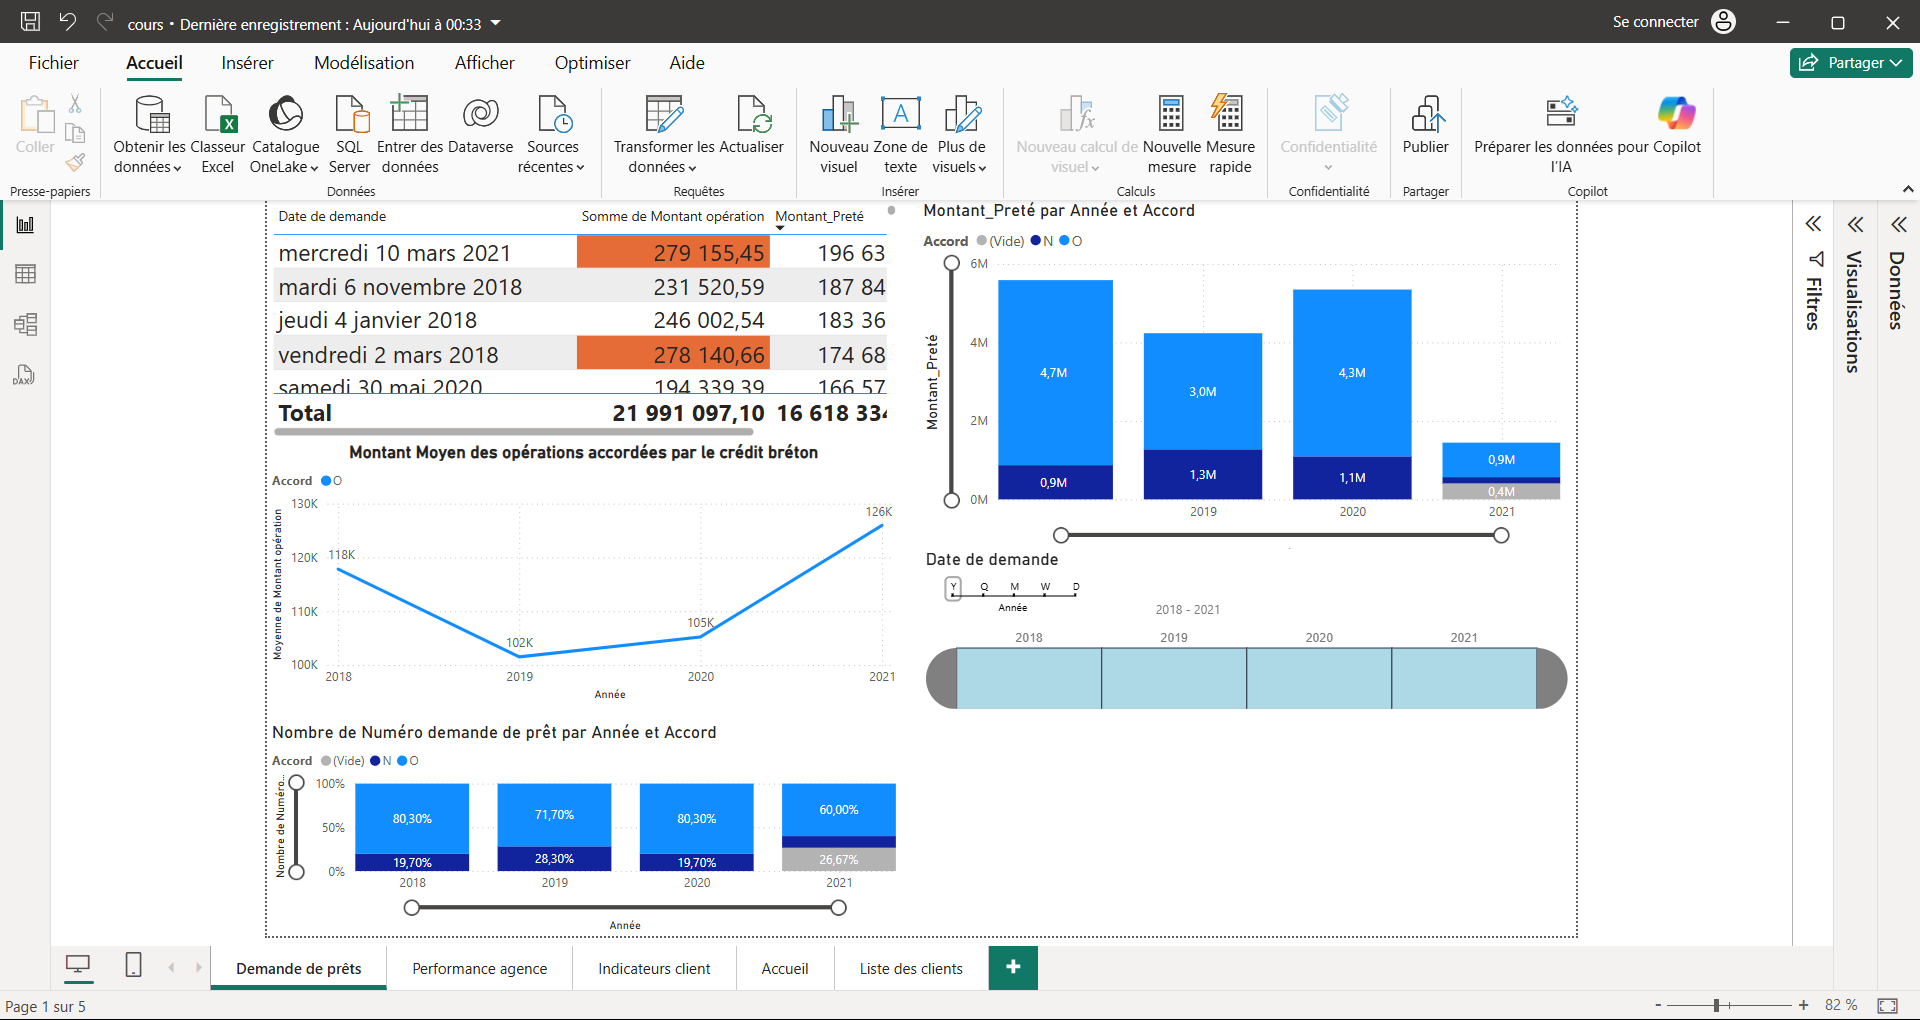 cours • Dernière enregistrement : Aujourd'hui à 00:33
Se connecter
Fichier
Accueil
Insérer
Modélisation
Afficher
Optimiser
Aide
Partager
Coller
Presse-papiers
Obtenir les données
Classeur Excel
Catalogue OneLake
SQL Server
Entrer des données
Dataverse
Sources récentes
Données
Transformer les données
Actualiser
Requêtes
Nouveau visuel
Zone de texte
Plus de visuels
Insérer
Nouveau calcul de visuel
Nouvelle mesure
Mesure rapide
Calculs
Confidentialité
Confidentialité
Publier
Partager
Préparer les données pour l'IA
Copilot
Copilot
DAX
Date de demande Somme de Montant opération Montant_Preté
mercredi 10 mars 2021 279 155,45 196 63
mardi 6 novembre 2018 231 520,59 187 84
jeudi 4 janvier 2018 246 002,54 183 36
vendredi 2 mars 2018 278 140,66 174 68
samedi 30 mai 2020 194 339,39 166 57
Total 21 991 097,10 16 618 334
Montant Moyen des opérations accordées par le crédit bréton
Accord O
Moyenne de Montant opération
130K
120K
110K
100K
118K
102K
105K
126K
2018 2019 2020 2021
Année
Nombre de Numéro demande de prêt par Année et Accord
Accord (Vide) N O
Nombre de Numéro...
100%
50%
0%
80,30% 71,70% 80,30% 60,00%
19,70% 28,30% 19,70% 26,67%
2018 2019 2020 2021
Année
Montant_Preté par Année et Accord
Accord (Vide) N O
Montant_Preté
6M
4M
2M
0M
4,7M 3,0M 4,3M 0,9M
0,9M 1,3M 1,1M 0,4M
2019 2020 2021
Date de demande
Y Q M W D
Année
2018 - 2021
2018 2019 2020 2021
Filtres
Visualisations
Données
Demande de prêts
Performance agence
Indicateurs client
Accueil
Liste des clients
+
Page 1 sur 5
- + 82 %